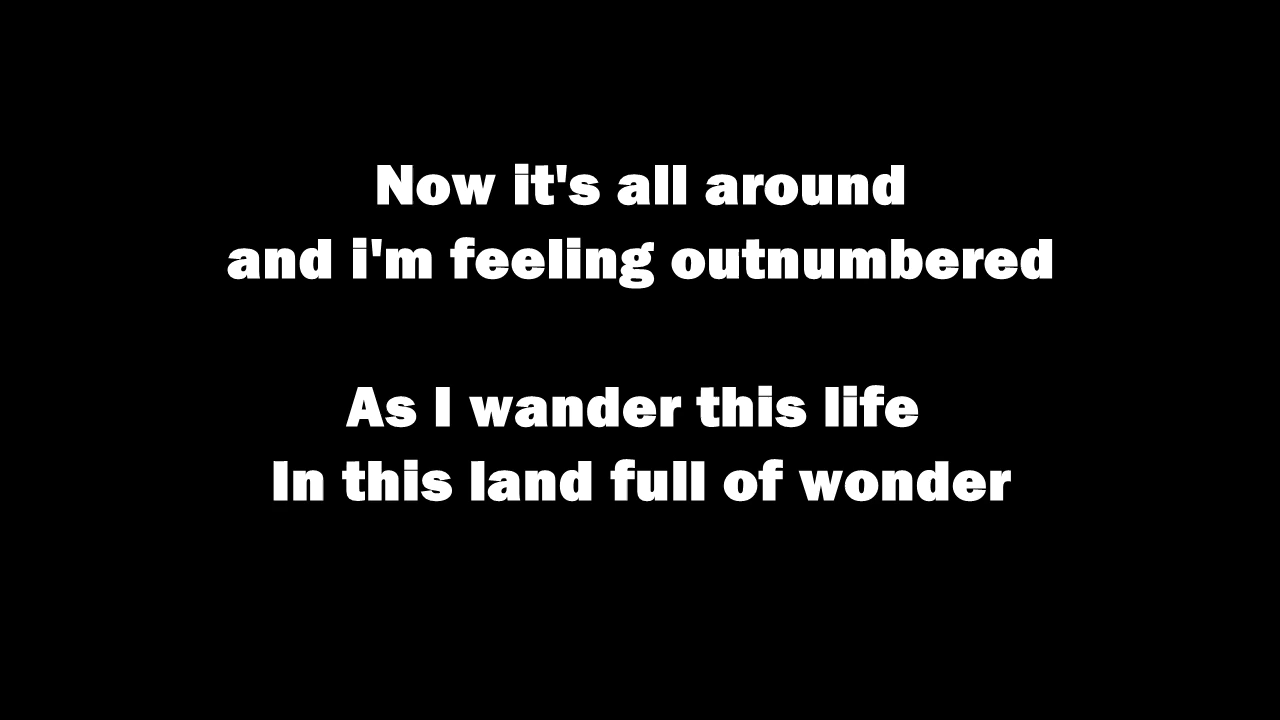 Now it's all around
and i'm feeling outnumbered
As I wander this life
In this land full of wonder